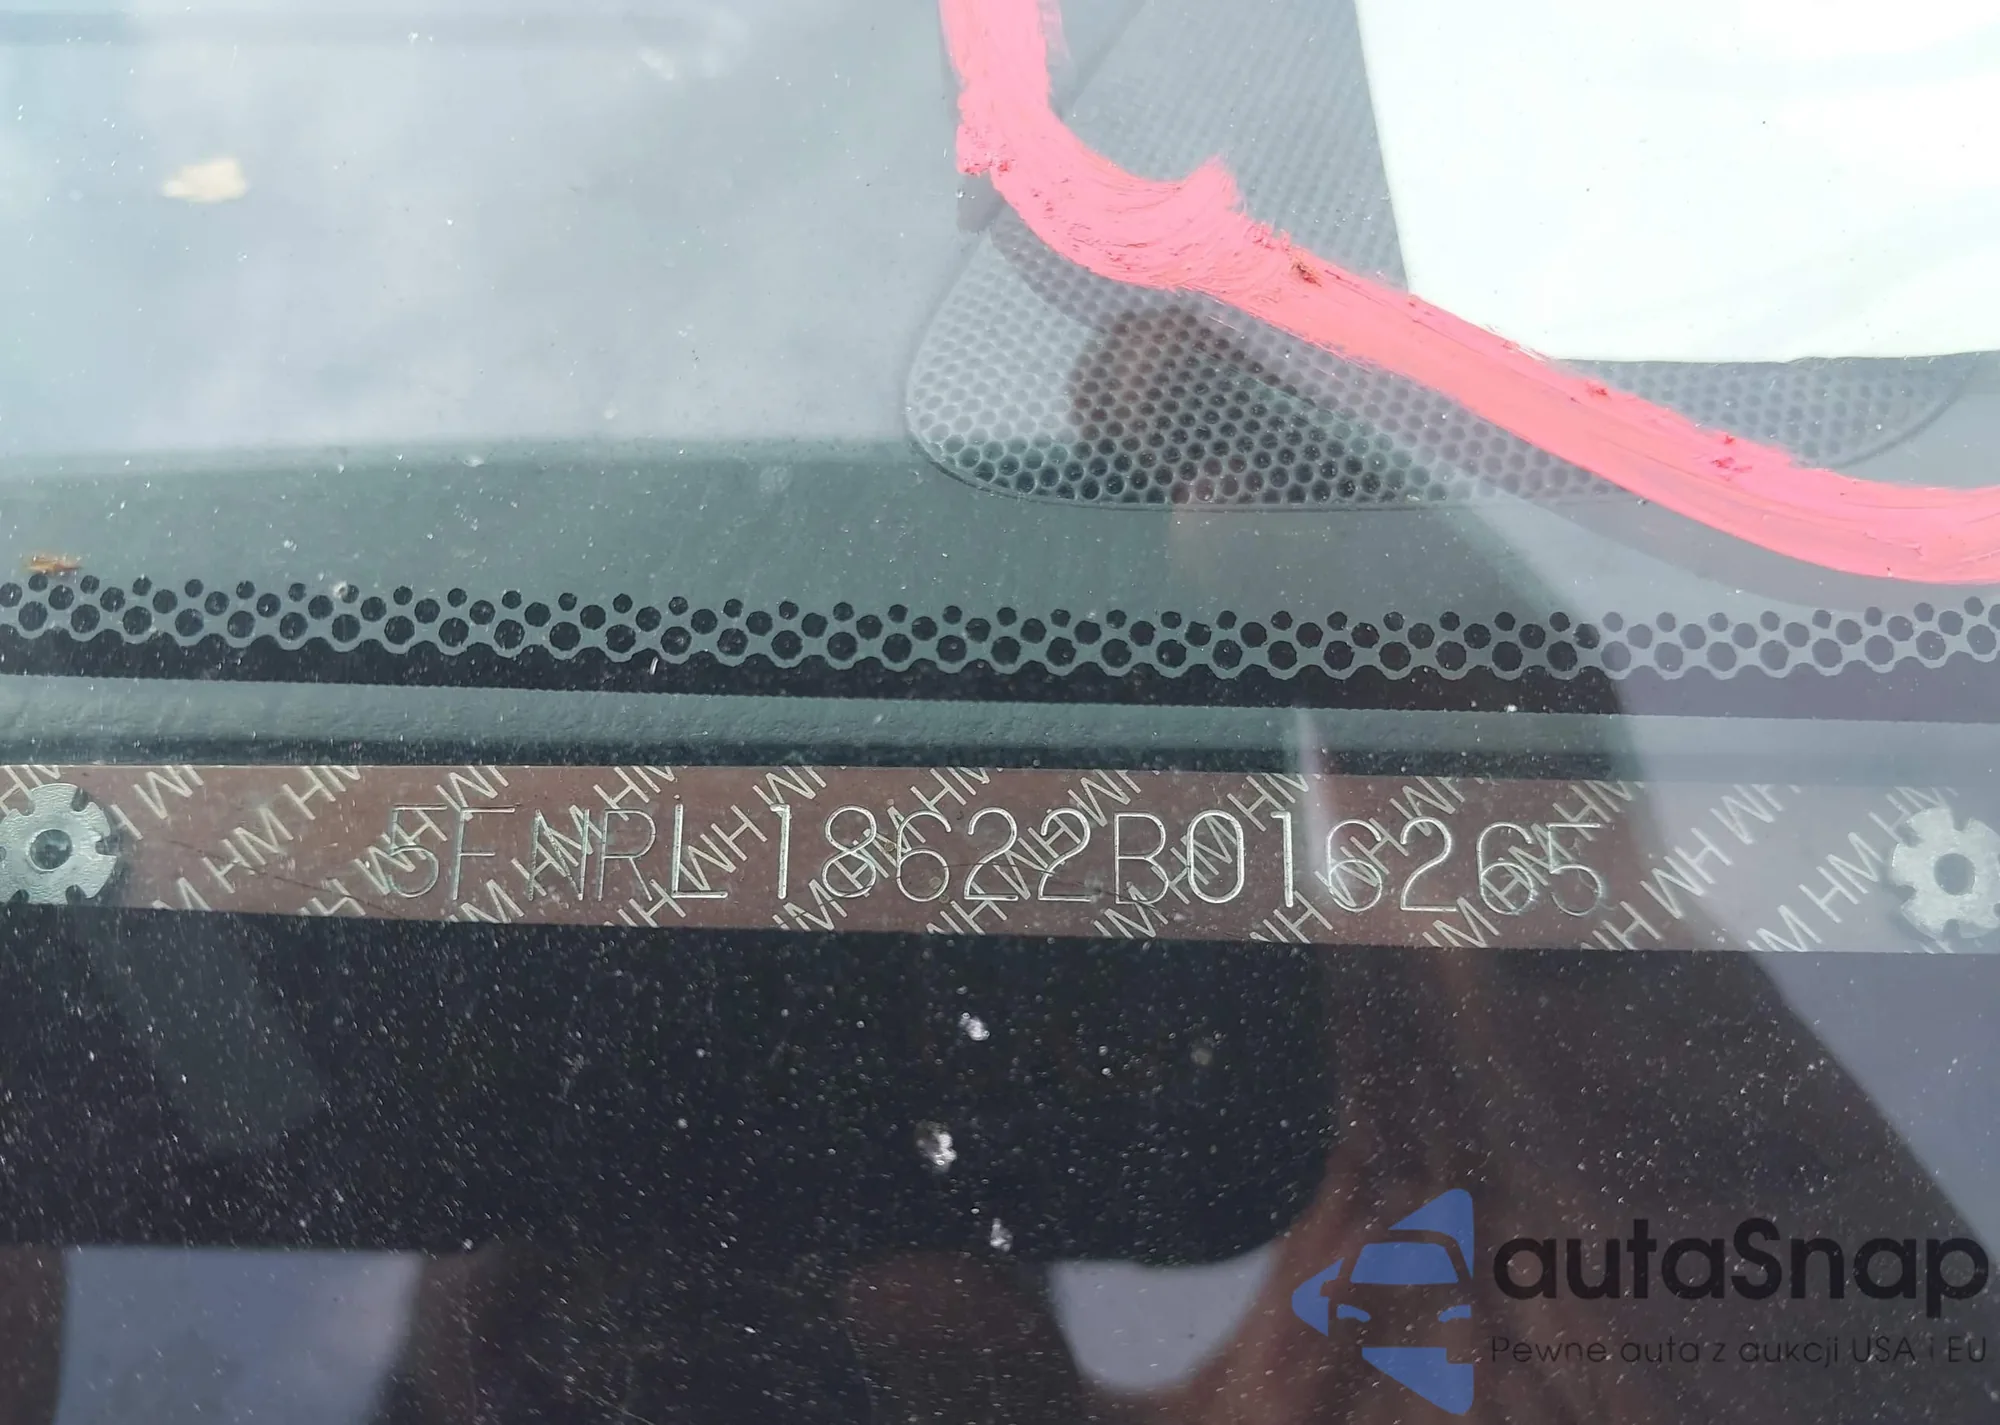 5FNRL18622B016265
autaSnap
Pewne auta z aukcji USA i EU